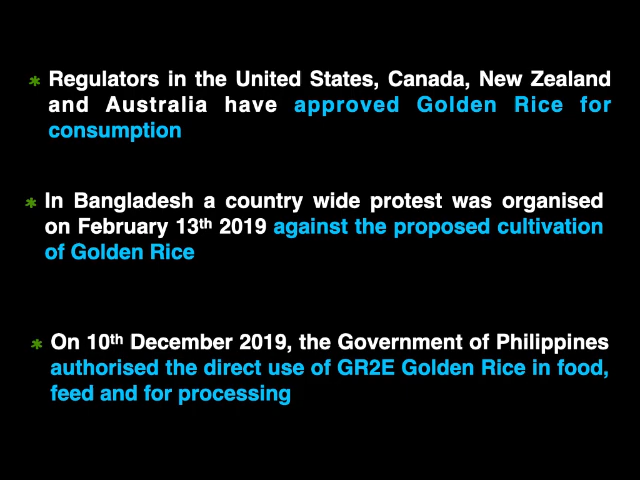 * Regulators in the United States, Canada, New Zealand
and Australia have approved Golden Rice for
consumption
* In Bangladesh a country wide protest was organised
on February 13th 2019 against the proposed cultivation
of Golden Rice
* On 10th December 2019, the Government of Philippines
authorised the direct use of GR2E Golden Rice in food,
feed and for processing